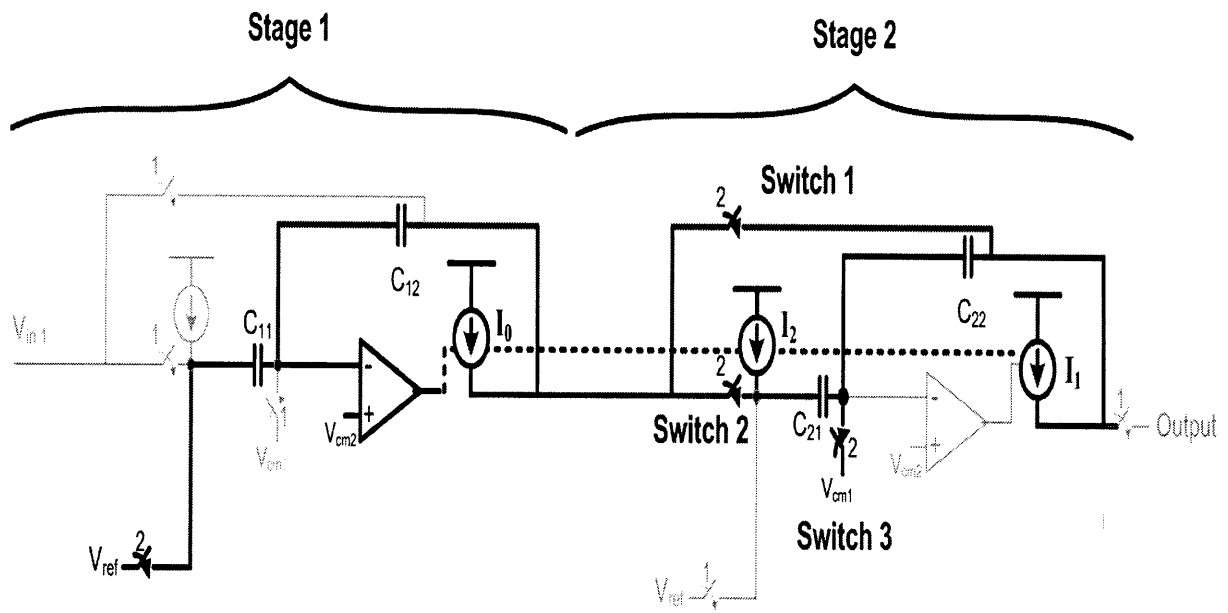 Stage 1
Stage 2
1
2
Switch 1
C12
C22
Vin 1
1
C11
I0
2
I2
I1
-
+
Vcm2
1
Switch 2
C21
2
Vcm1
-
+
Vcm2
1
Output
Switch 3
Vref
2
Vref
1